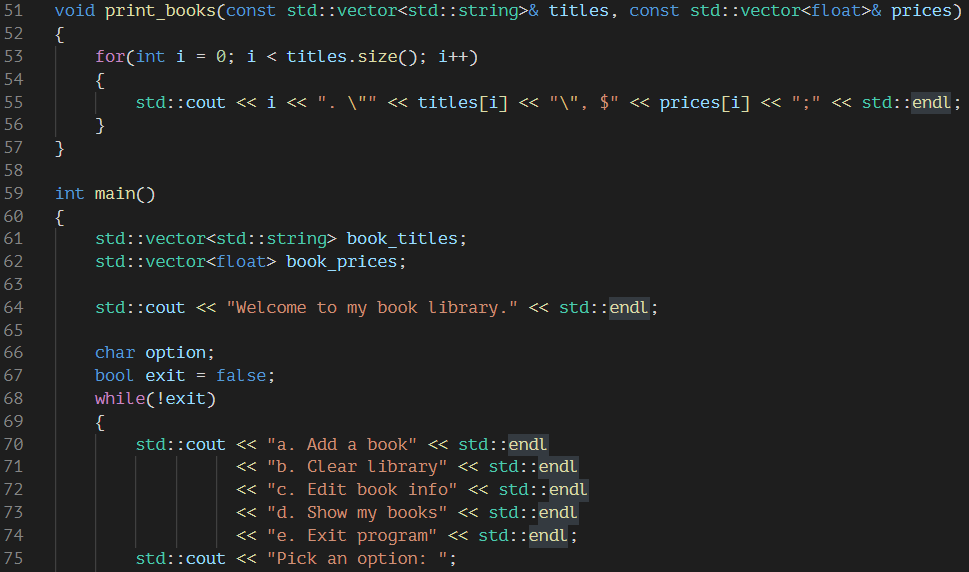 51 void print_books(const std::vector<std::string>& titles, const std::vector<float>& prices)
52 {
53     for(int i = 0; i < titles.size(); i++)
54     {
55         std::cout << i << ". \"" << titles[i] << "\", $" << prices[i] << ";" << std::endl;
56     }
57 }
58
59 int main()
60 {
61     std::vector<std::string> book_titles;
62     std::vector<float> book_prices;
63
64     std::cout << "Welcome to my book library." << std::endl;
65
66     char option;
67     bool exit = false;
68     while(!exit)
69     {
70         std::cout << "a. Add a book" << std::endl
71                   << "b. Clear library" << std::endl
72                   << "c. Edit book info" << std::endl
73                   << "d. Show my books" << std::endl
74                   << "e. Exit program" << std::endl;
75         std::cout << "Pick an option: ";